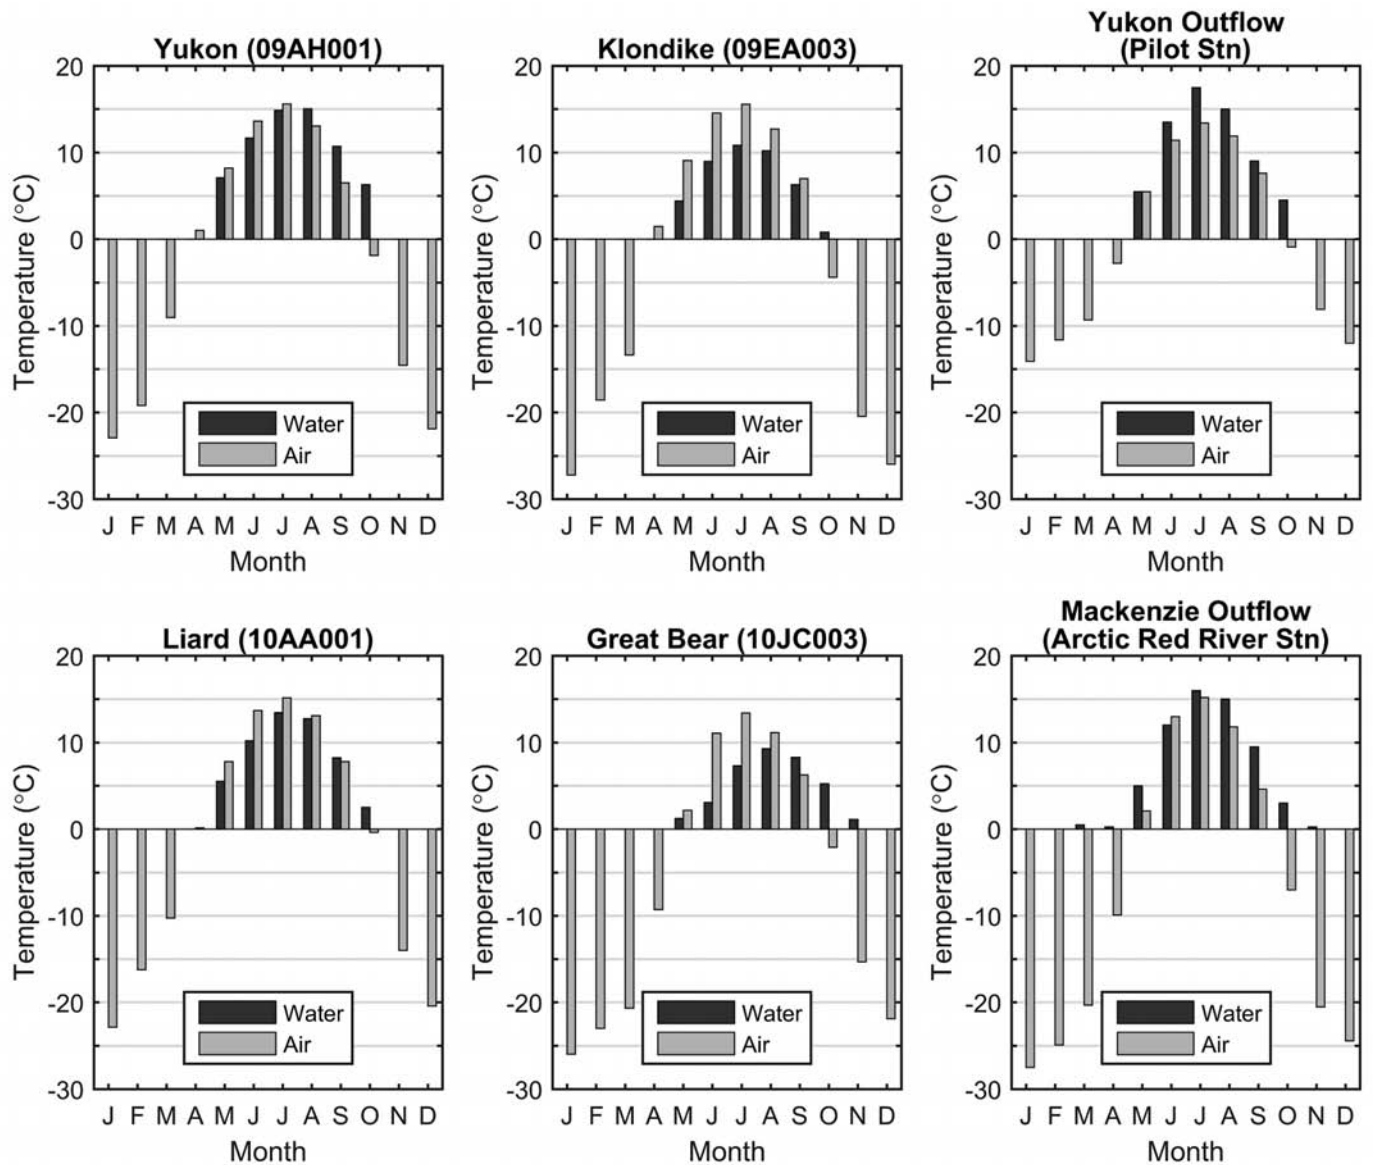 Yukon (09AH001)
20
10
0
-10
-20
-30
Temperature (°C)
Water
Air
J F M A M J J A S O N D
Month
Klondike (09EA003)
20
10
0
-10
-20
-30
Temperature (°C)
Water
Air
J F M A M J J A S O N D
Month
Yukon Outflow
(Pilot Stn)
20
10
0
-10
-20
-30
Temperature (°C)
Water
Air
J F M A M J J A S O N D
Month
Liard (10AA001)
20
10
0
-10
-20
-30
Temperature (°C)
Water
Air
J F M A M J J A S O N D
Month
Great Bear (10JC003)
20
10
0
-10
-20
-30
Temperature (°C)
Water
Air
J F M A M J J A S O N D
Month
Mackenzie Outflow
(Arctic Red River Stn)
20
10
0
-10
-20
-30
Temperature (°C)
Water
Air
J F M A M J J A S O N D
Month